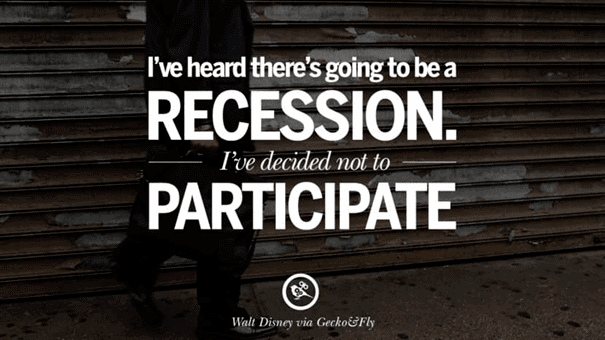 I've heard there's going to be a
RECESSION.
I've decided not to
PARTICIPATE
Walt Disney via Gecko&Fly